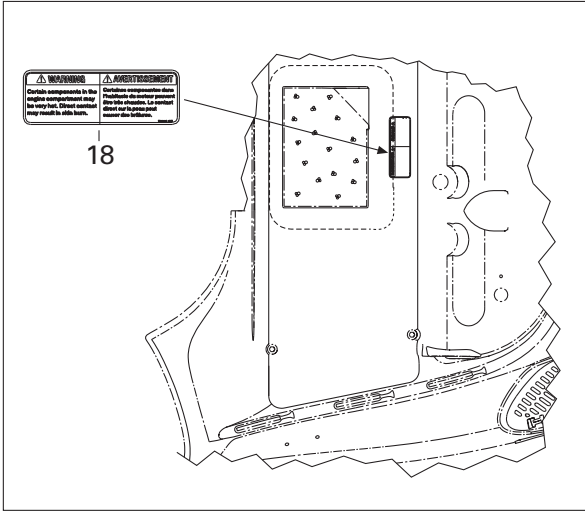 WARNING
Certain components in the
engine compartment may
be very hot. Direct contact
may result in skin burn.
AVERTISSEMENT
Certaines composantes dans
l'habitacle du moteur peuvent
être très chaudes. Le contact
direct sur la peau peut
causer des brûlures.
18